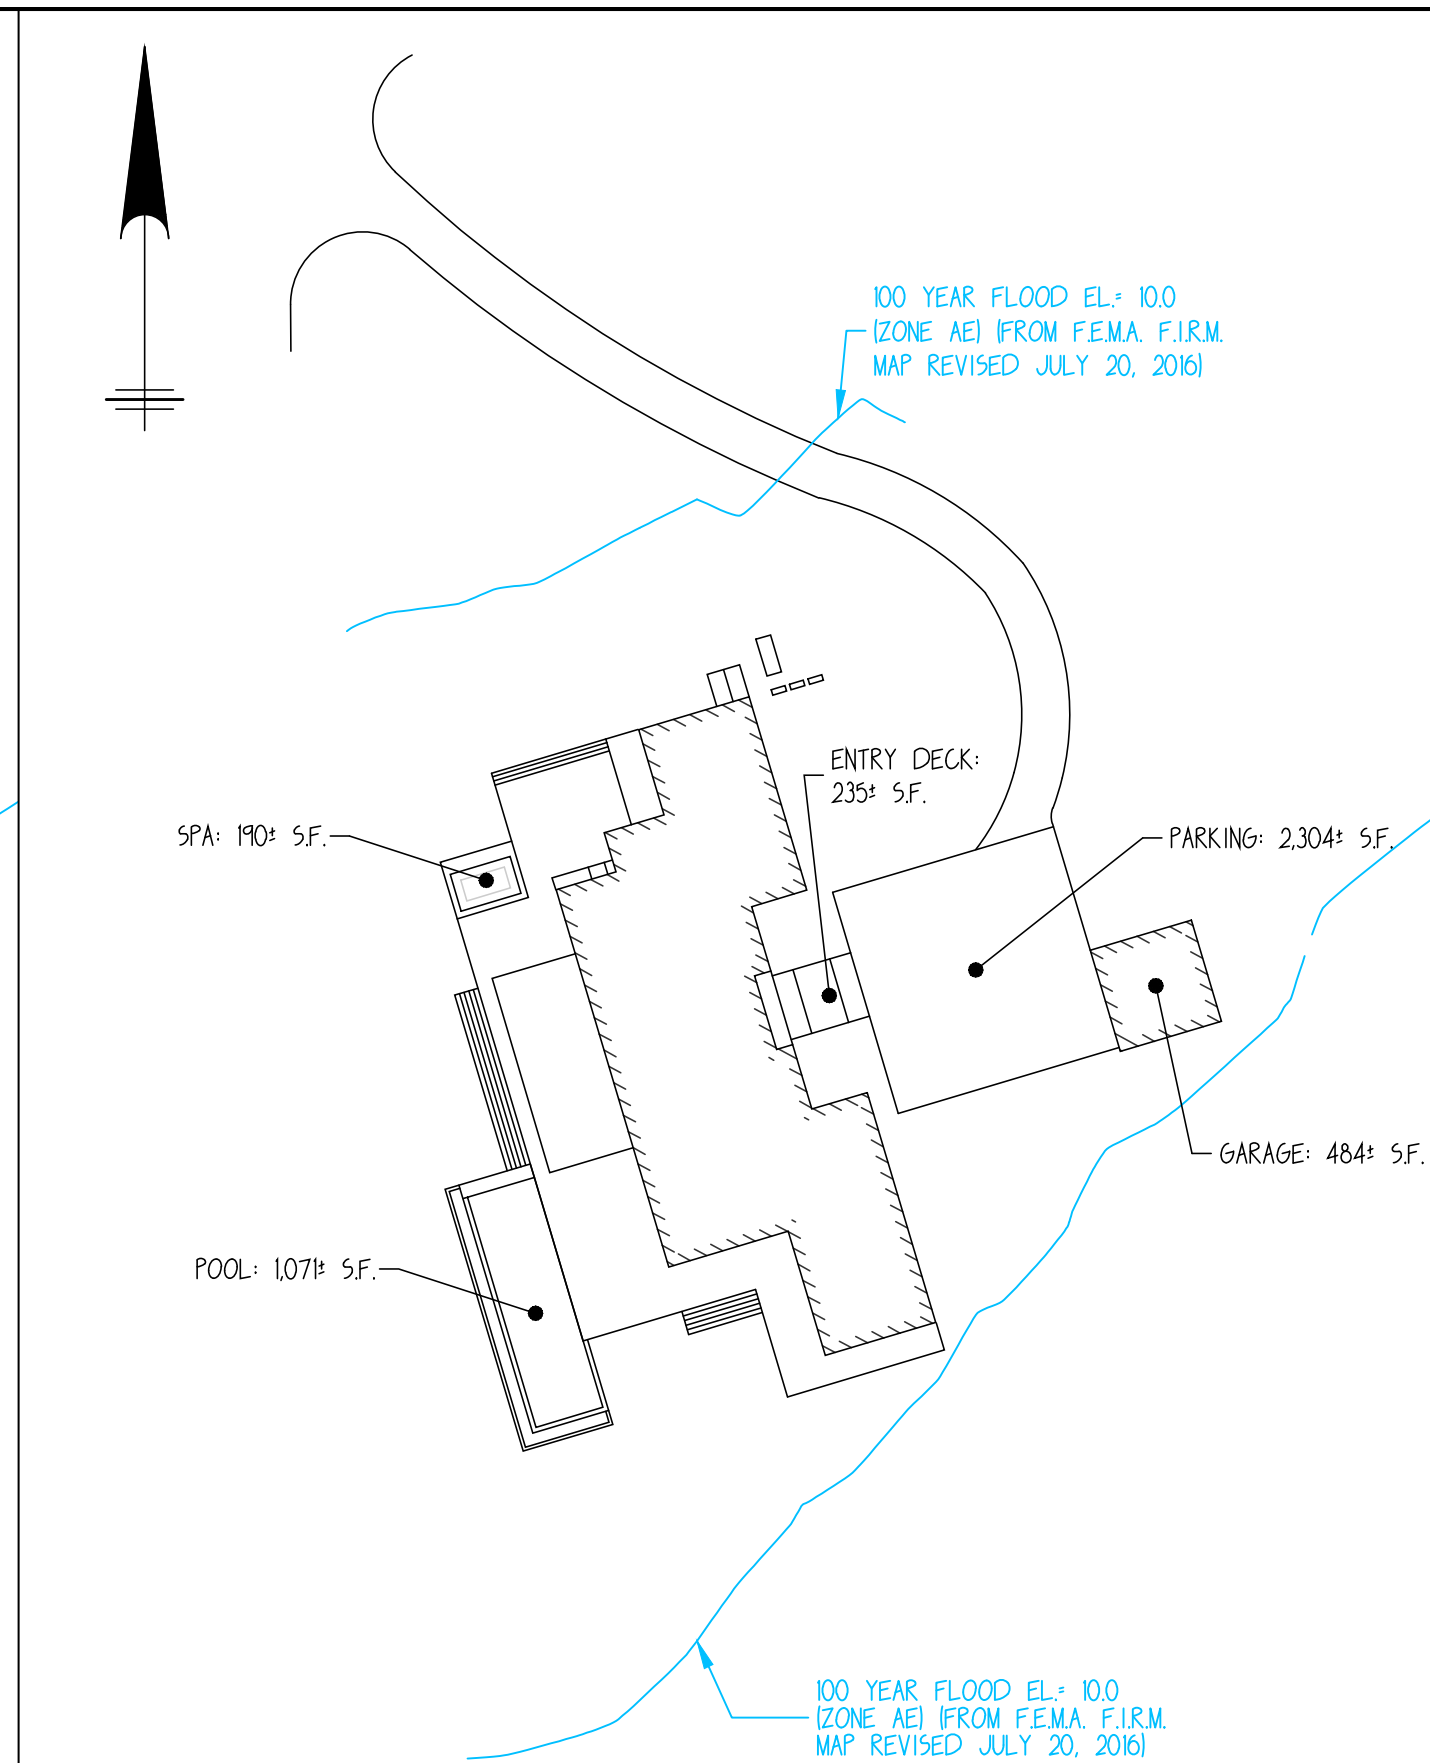 100 YEAR FLOOD EL.= 10.0
(ZONE AE) (FROM F.E.M.A. F.I.R.M.
MAP REVISED JULY 20, 2016)
ENTRY DECK:
235± S.F.
SPA: 190± S.F.
PARKING: 2,304± S.F.
GARAGE: 484± S.F.
POOL: 1,071± S.F.
100 YEAR FLOOD EL.= 10.0
(ZONE AE) (FROM F.E.M.A. F.I.R.M.
MAP REVISED JULY 20, 2016)